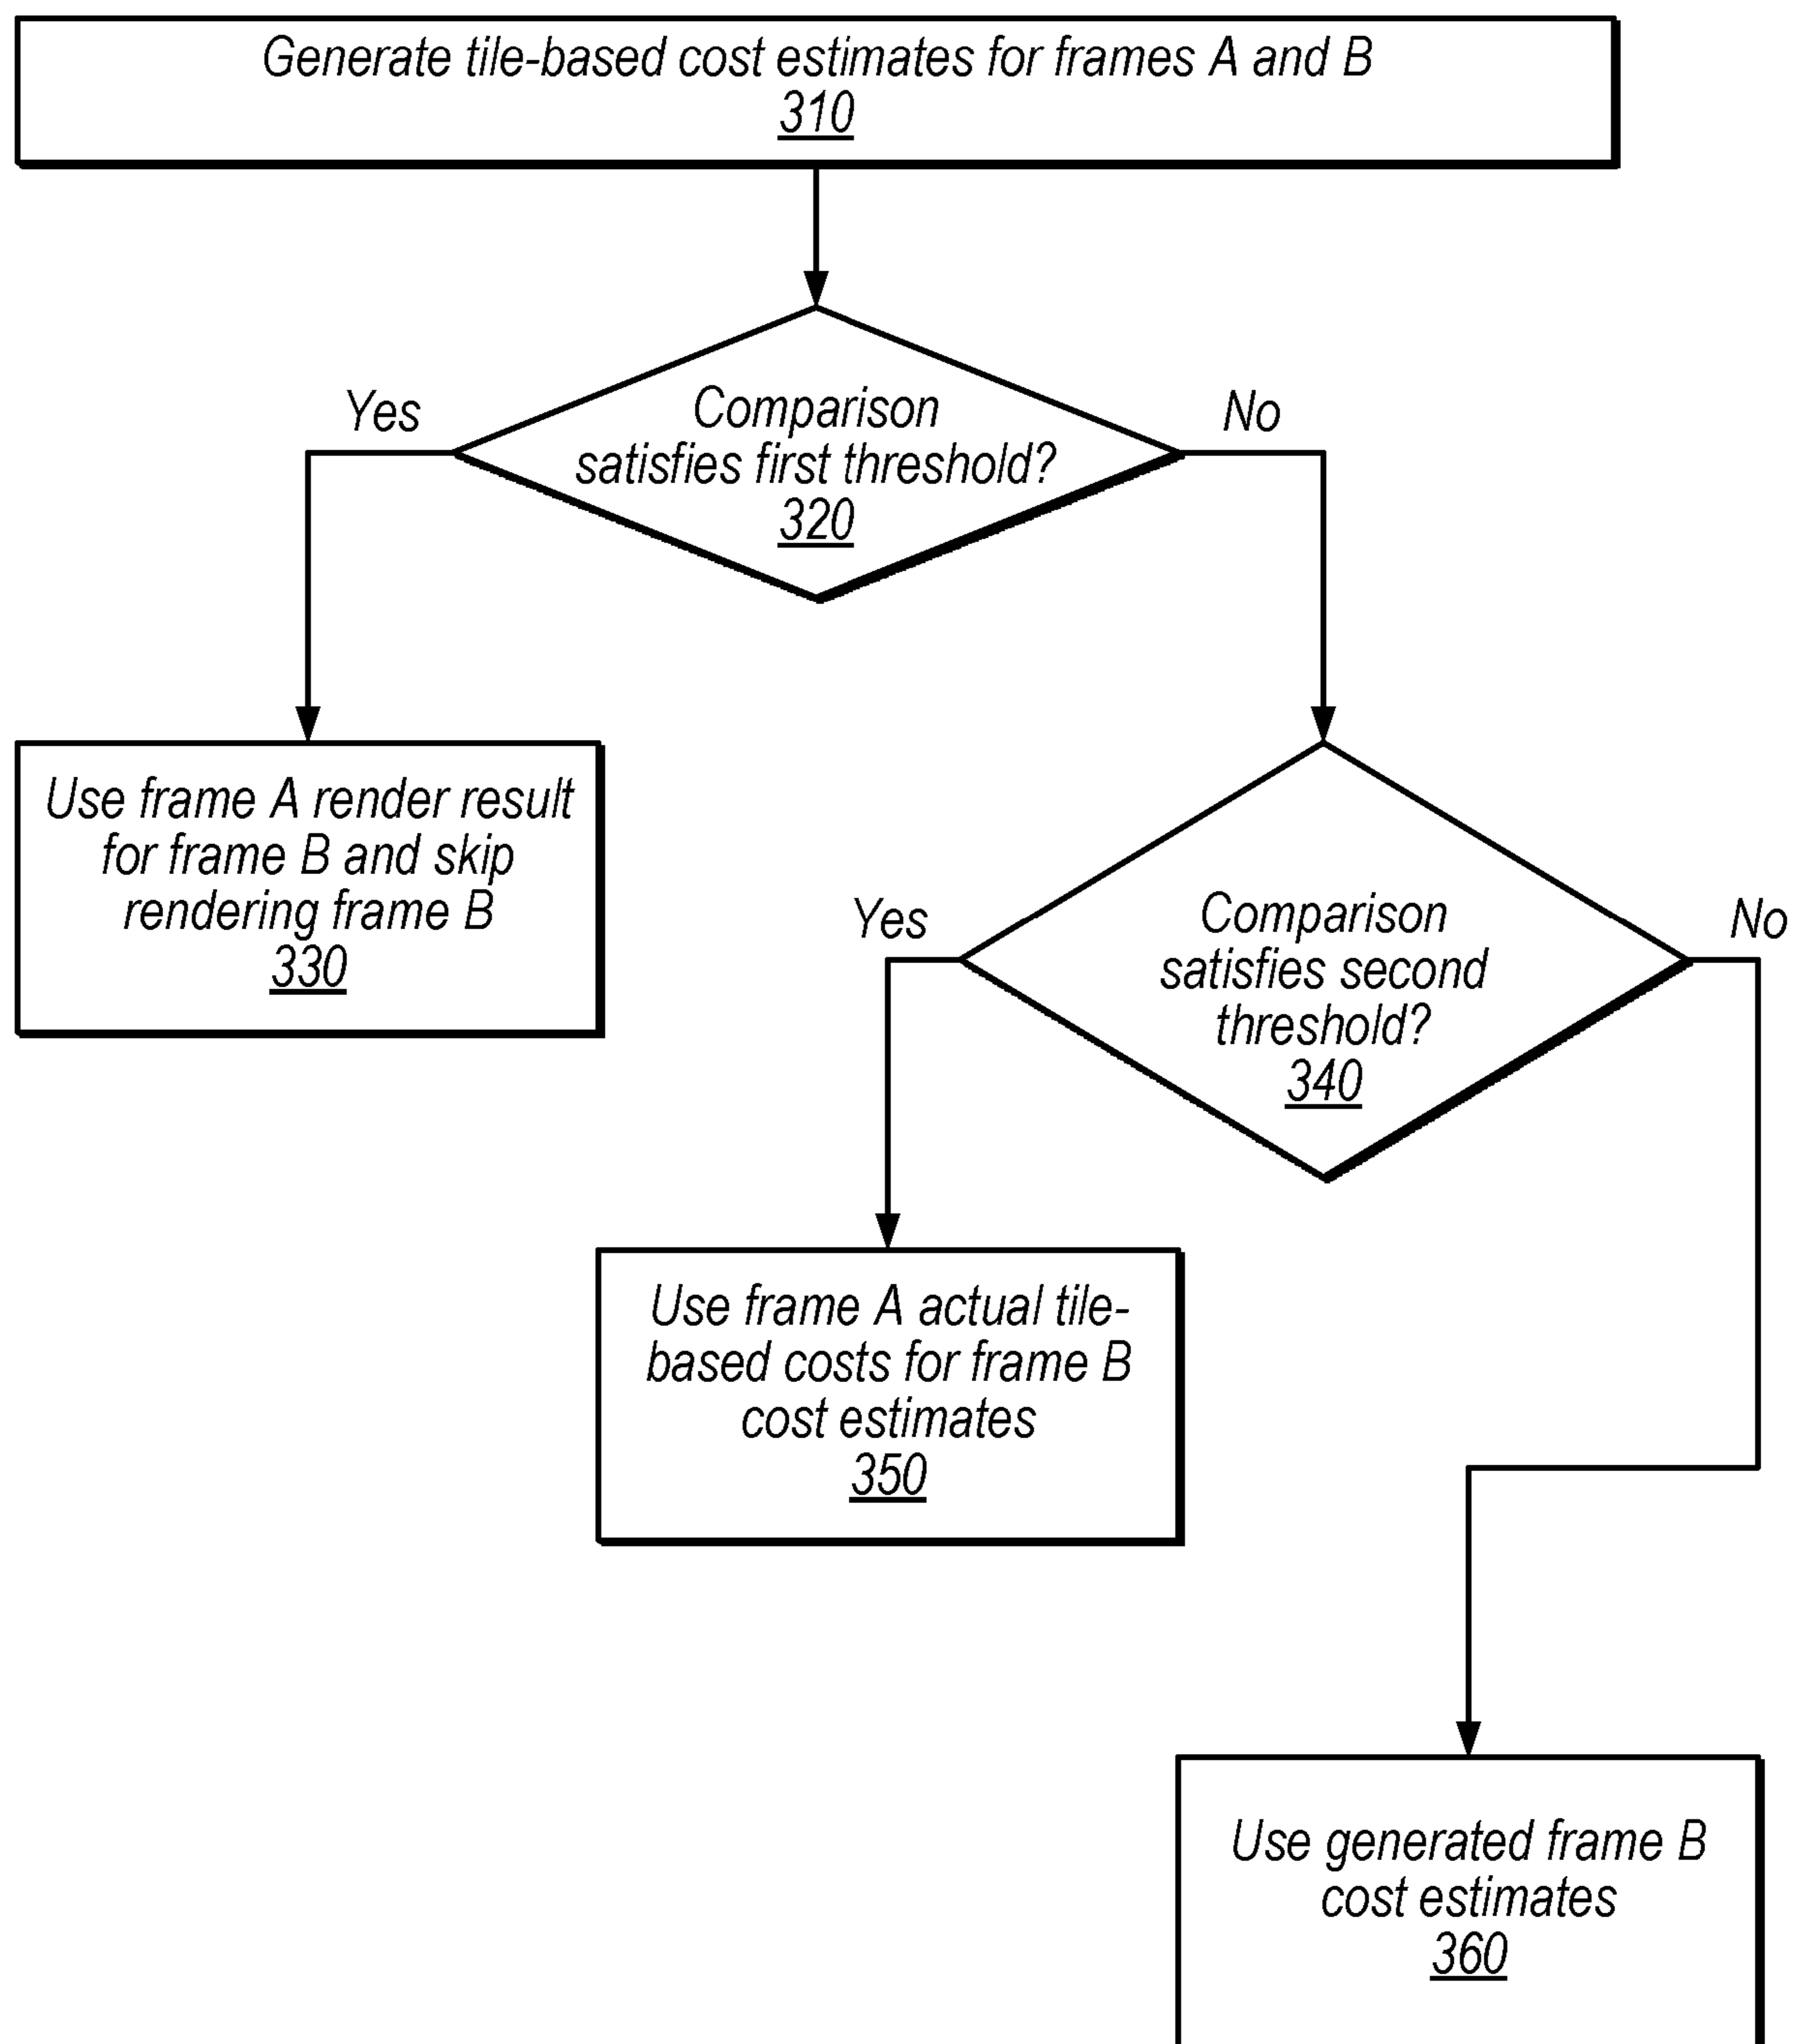 Generate tile-based cost estimates for frames A and B
310
Yes
Comparison
satisfies first threshold?
320
No
Use frame A render result
for frame B and skip
rendering frame B
330
Yes
Comparison
satisfies second
threshold?
340
No
Use frame A actual tile-
based costs for frame B
cost estimates
350
Use generated frame B
cost estimates
360